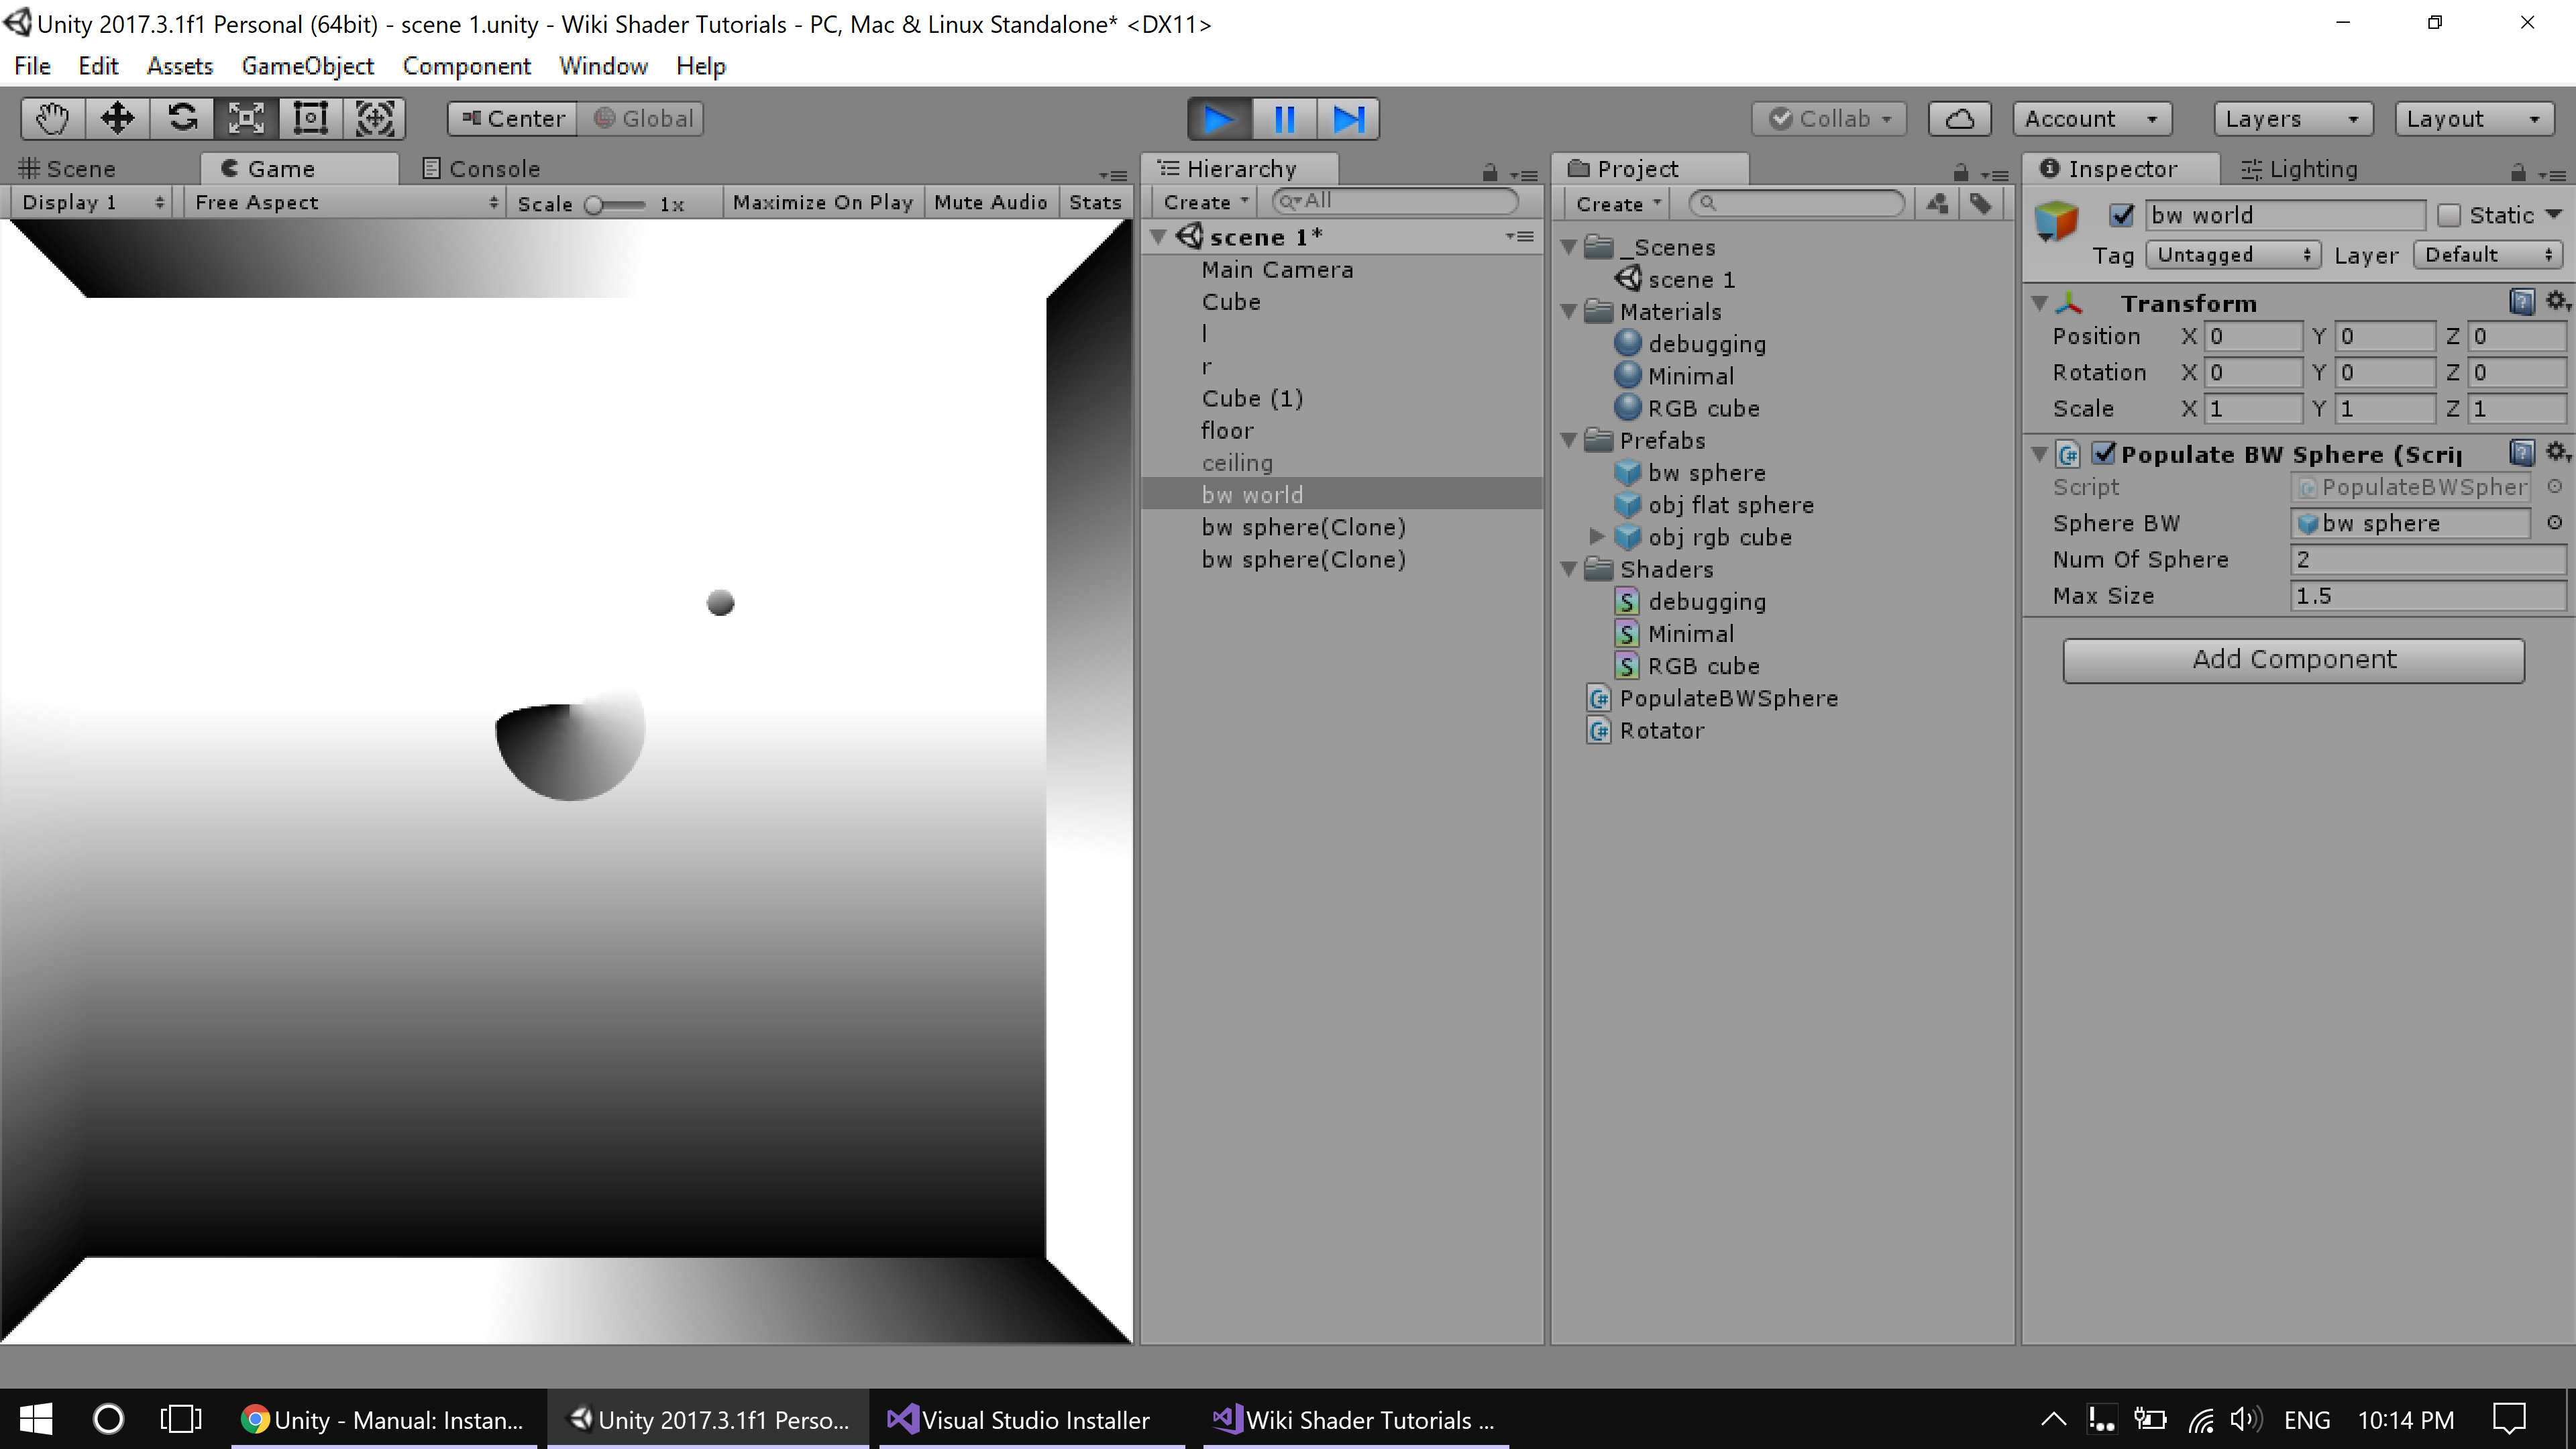 Unity 2017.3.1f1 Personal (64bit) - scene 1.unity - Wiki Shader Tutorials - PC, Mac & Linux Standalone* <DX11>
File Edit Assets GameObject Component Window Help
Center Global Collab Account Layers Layout
Scene Game Console
Display 1 Free Aspect Scale 1x Maximize On Play Mute Audio Stats
Hierarchy
Create All
scene 1*
Main Camera
Cube
l
r
Cube (1)
floor
ceiling
bw world
bw sphere(Clone)
bw sphere(Clone)
Project
Create
_Scenes
scene 1
Materials
debugging
Minimal
RGB cube
Prefabs
bw sphere
obj flat sphere
obj rgb cube
Shaders
debugging
Minimal
RGB cube
PopulateBWSphere
Rotator
Inspector Lighting
bw world Static
Tag Untagged Layer Default
Transform
Position X 0 Y 0 Z 0
Rotation X 0 Y 0 Z 0
Scale X 1 Y 1 Z 1
Populate BW Sphere (Scrip
Script PopulateBWSpher
Sphere BW bw sphere
Num Of Sphere 2
Max Size 1.5
Add Component
Unity - Manual: Instan... Unity 2017.3.1f1 Perso... Visual Studio Installer Wiki Shader Tutorials ... ENG 10:14 PM